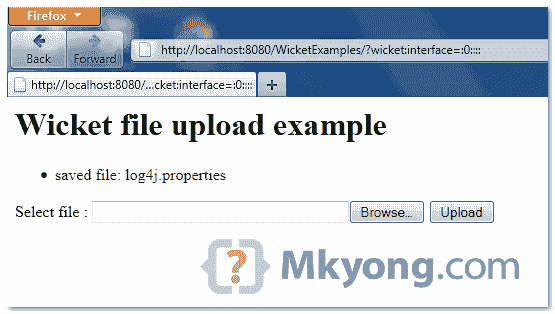 Firefox
Back
Forward
http://localhost:8080/WicketExamples/?wicket:interface=:0::::
http://localhost:8080/...cket:interface=:0::::
+
Wicket file upload example
• saved file: log4j.properties
Select file :
Browse...
Upload
{?} Mkyong.com